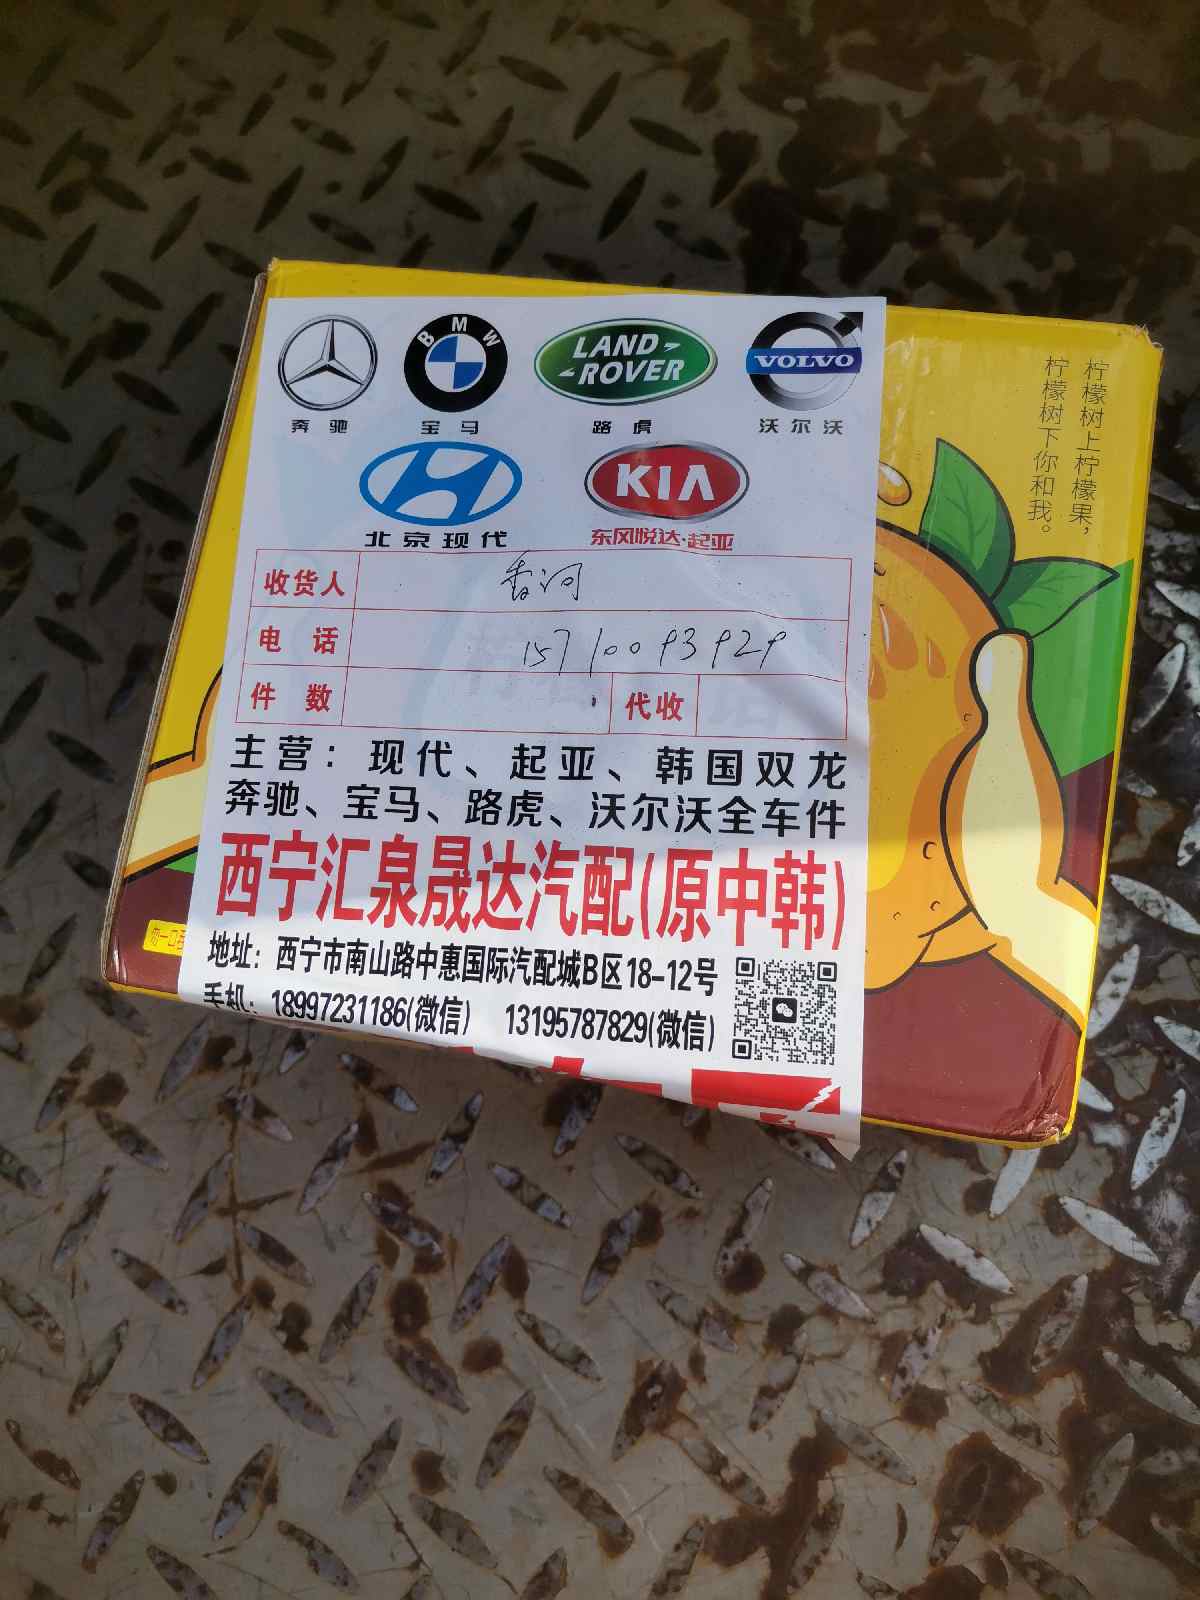 BMW
LAND
ROVER
VOLVO
奔驰
宝马
路虎
沃尔沃
KIA
北京现代
东风悦达·起亚
收货人 香河
电话 15710093929
件数
代收
主营：现代、起亚、韩国双龙
奔驰、宝马、路虎、沃尔沃全车件
西宁汇泉晟达汽配(原中韩)
地址：西宁市南山路中惠国际汽配城B区18-12号
手机：18997231186(微信) 13195787829(微信)
柠檬树上柠檬果，
柠檬树下你和我。